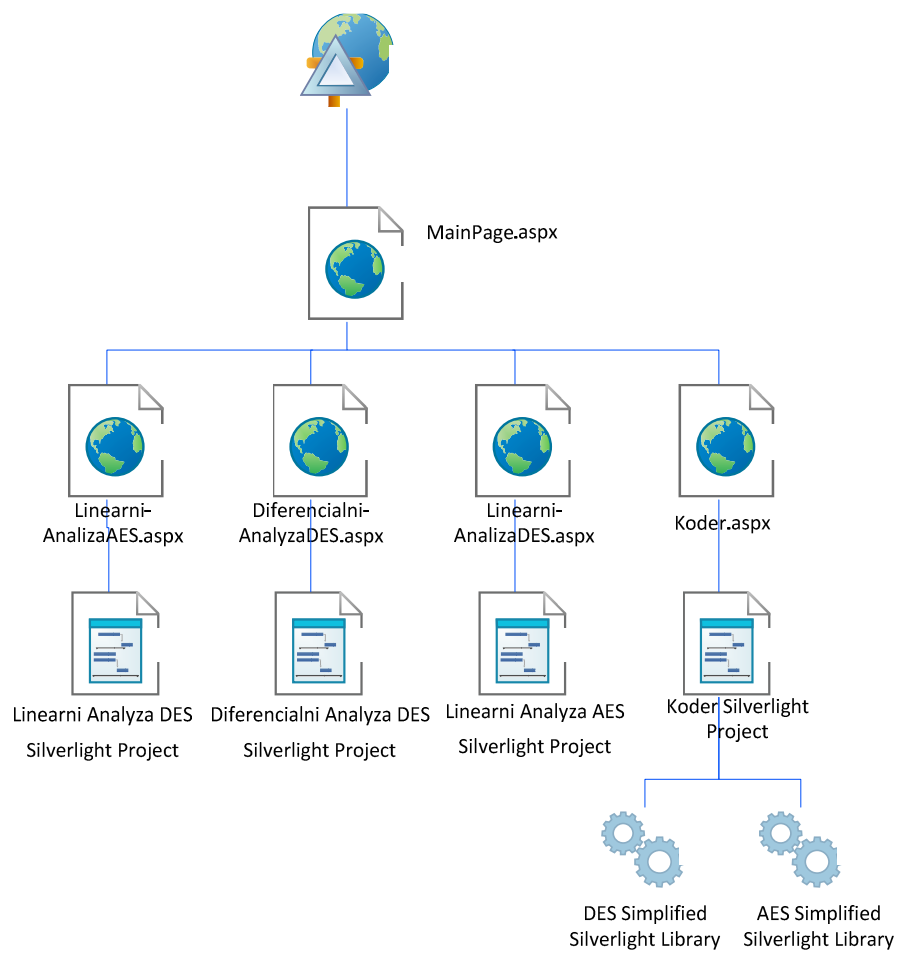 MainPage.aspx
Linearni-
AnalizaAES.aspx
Diferencialni-
AnalyzaDES.aspx
Linearni-
AnalizaDES.aspx
Koder.aspx
Linearni Analyza DES
Silverlight Project
Diferencialni Analyza DES
Silverlight Project
Linearni Analyza AES
Silverlight Project
Koder Silverlight
Project
DES Simplified
Silverlight Library
AES Simplified
Silverlight Library